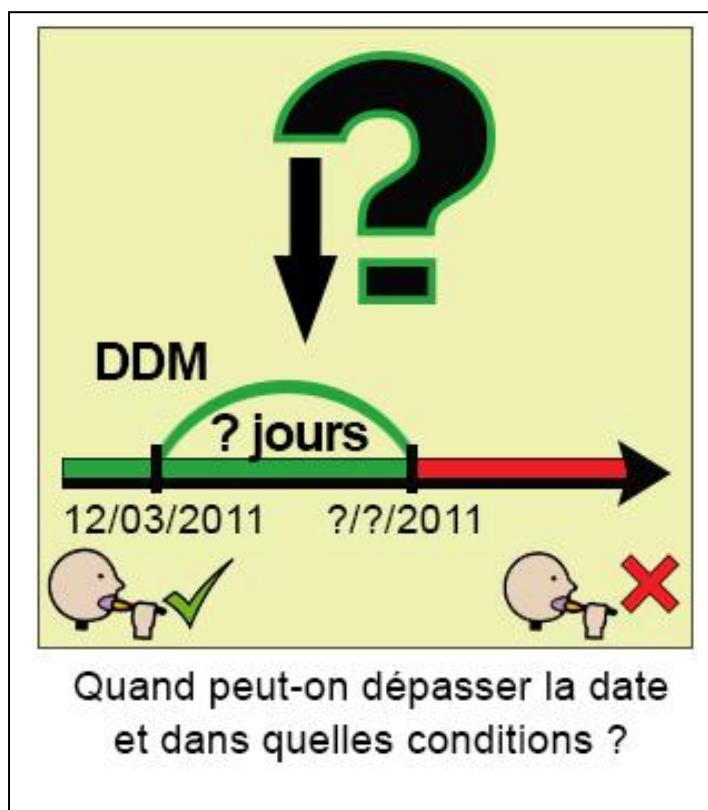 ?
DDM
? jours
12/03/2011 ?/?/2011
Quand peut-on dépasser la date
et dans quelles conditions ?